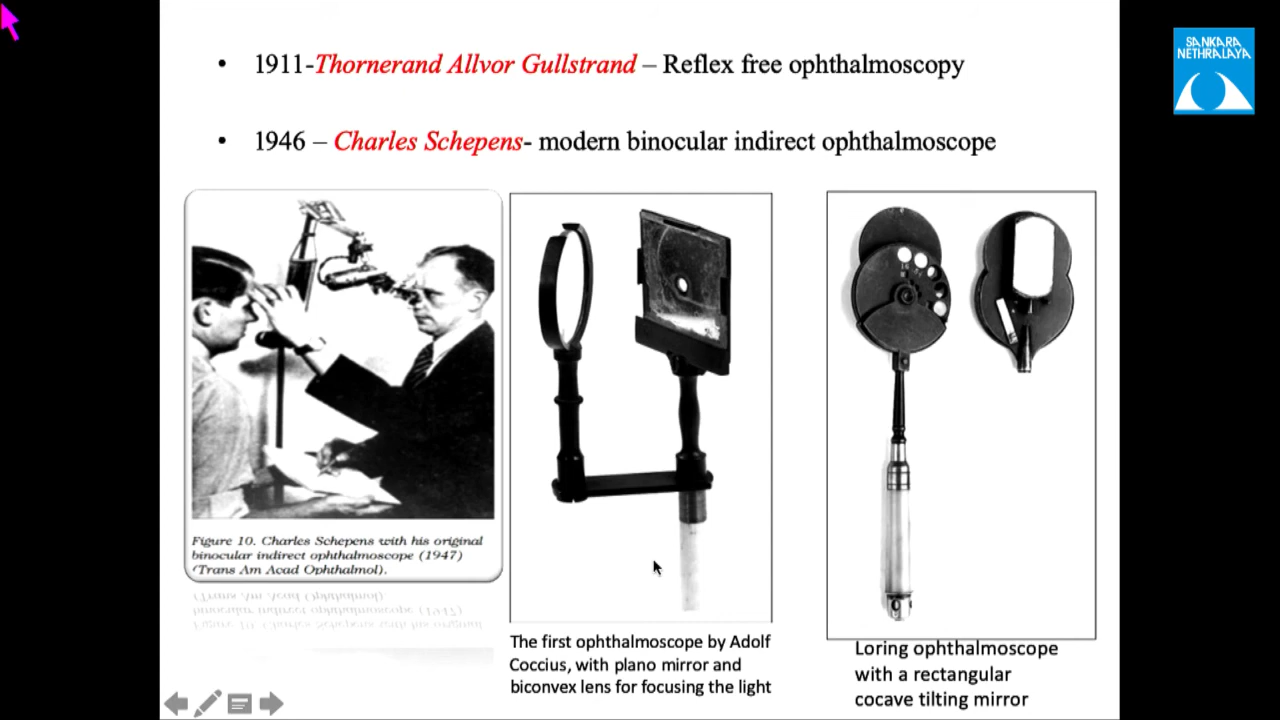 • 1911-Thornerand Allvor Gullstrand – Reflex free ophthalmoscopy
SANKARA
NETHRALAYA
• 1946 – Charles Schepens- modern binocular indirect ophthalmoscope
Figure 10. Charles Schepens with his original
binocular indirect ophthalmoscope (1947)
(Trans Am Acad Ophthalmol).
The first ophthalmoscope by Adolf
Coccius, with plano mirror and
biconvex lens for focusing the light
Loring ophthalmoscope
with a rectangular
cocave tilting mirror